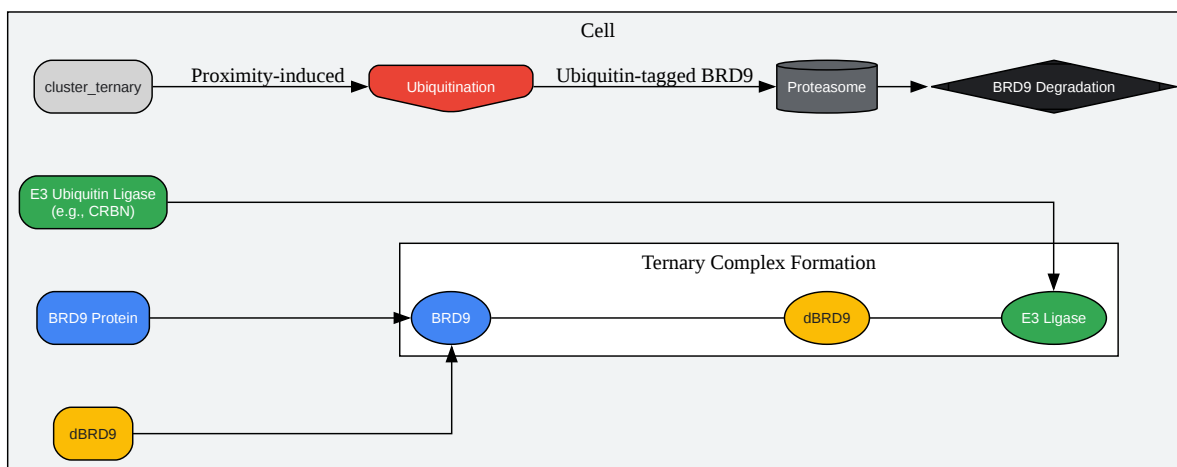 Cell
cluster_ternary
Proximity-induced
Ubiquitination
Ubiquitin-tagged BRD9
Proteasome
BRD9 Degradation
E3 Ubiquitin Ligase
(e.g., CRBN)
Ternary Complex Formation
BRD9 Protein
BRD9
dBRD9
E3 Ligase
dBRD9